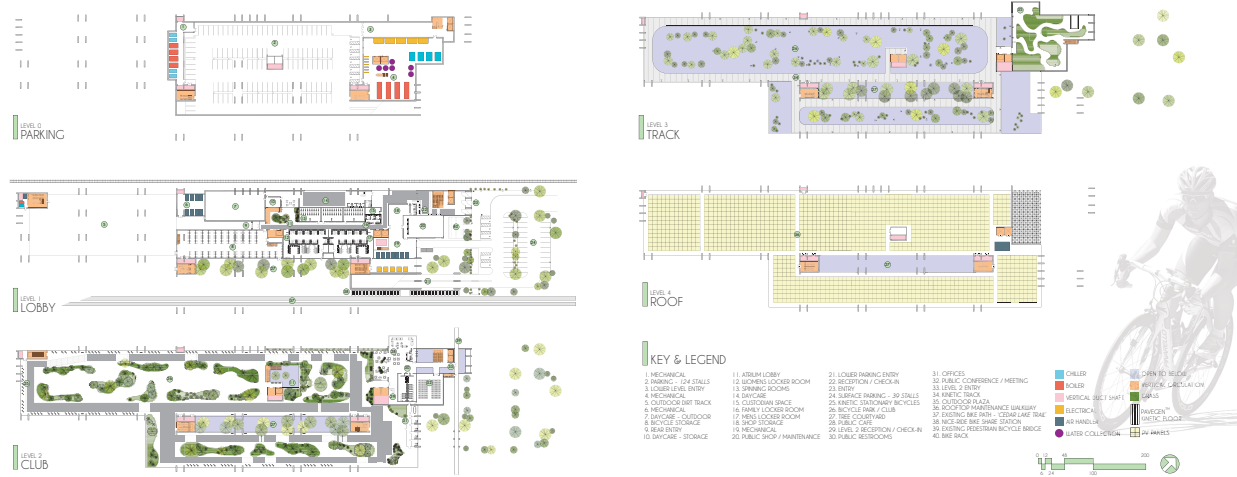 LEVEL 0
PARKING
LEVEL 3
TRACK
LEVEL 1
LOBBY
LEVEL 4
ROOF
LEVEL 2
CLUB
KEY & LEGEND
1. MECHANICAL
2. PARKING - 124 STALLS
3. LOWER LEVEL ENTRY
4. MECHANICAL
5. OUTDOOR DIRT TRACK
6. MECHANICAL
7. DAYCARE - OUTDOOR
8. BICYCLE STORAGE
9. REAR ENTRY
10. DAYCARE - STORAGE
11. ATRIUM LOBBY
12. WOMENS LOCKER ROOM
13. SPINNING ROOMS
14. DAYCARE
15. CUSTODIAN SPACE
16. FAMILY LOCKER ROOM
17. MENS LOCKER ROOM
18. SHOP STORAGE
19. MECHANICAL
20. PUBLIC SHOP / MAINTENANCE
21. LOWER PARKING ENTRY
22. RECEPTION / CHECK-IN
23. ENTRY
24. SURFACE PARKING - 39 STALLS
25. KINETIC STATIONARY BICYCLES
26. BICYCLE PARK / CLUB
27. TREE COURTYARD
28. PUBLIC CAFE
29. LEVEL 2 RECEPTION / CHECK-IN
30. PUBLIC RESTROOMS
31. OFFICES
32. PUBLIC CONFERENCE / MEETING
33. LEVEL 2 ENTRY
34. KINETIC TRACK
35. OUTDOOR PLAZA
36. ROOFTOP MAINTENANCE WALKWAY
37. EXISTING BIKE PATH - 'CEDAR LAKE TRAIL'
38. NICE-RIDE BIKE SHARE STATION
39. EXISTING PEDESTRIAN BICYCLE BRIDGE
40. BIKE RACK
CHILLER
BOILER
VERTICAL DUCT SHAFT
ELECTRICAL
AIR HANDLER
WATER COLLECTION
OPEN TO BELOW
VERTICAL CIRCULATION
GRASS
PAVEGEN™
KINETIC FLOOR
PV PANELS
0 12 48 200
6 24 100